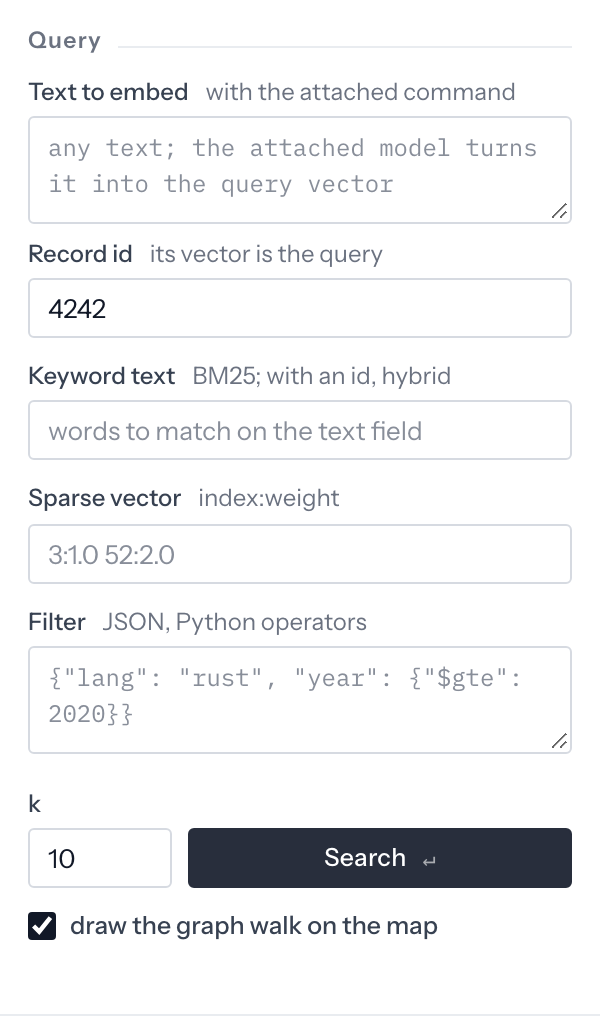 Query
Text to embed with the attached command
any text; the attached model turns
it into the query vector
Record id its vector is the query
4242
Keyword text BM25; with an id, hybrid
words to match on the text field
Sparse vector index:weight
3:1.0 52:2.0
Filter JSON, Python operators
{"lang": "rust", "year": {"$gte":
2020}}
k
10
Search ↵
draw the graph walk on the map